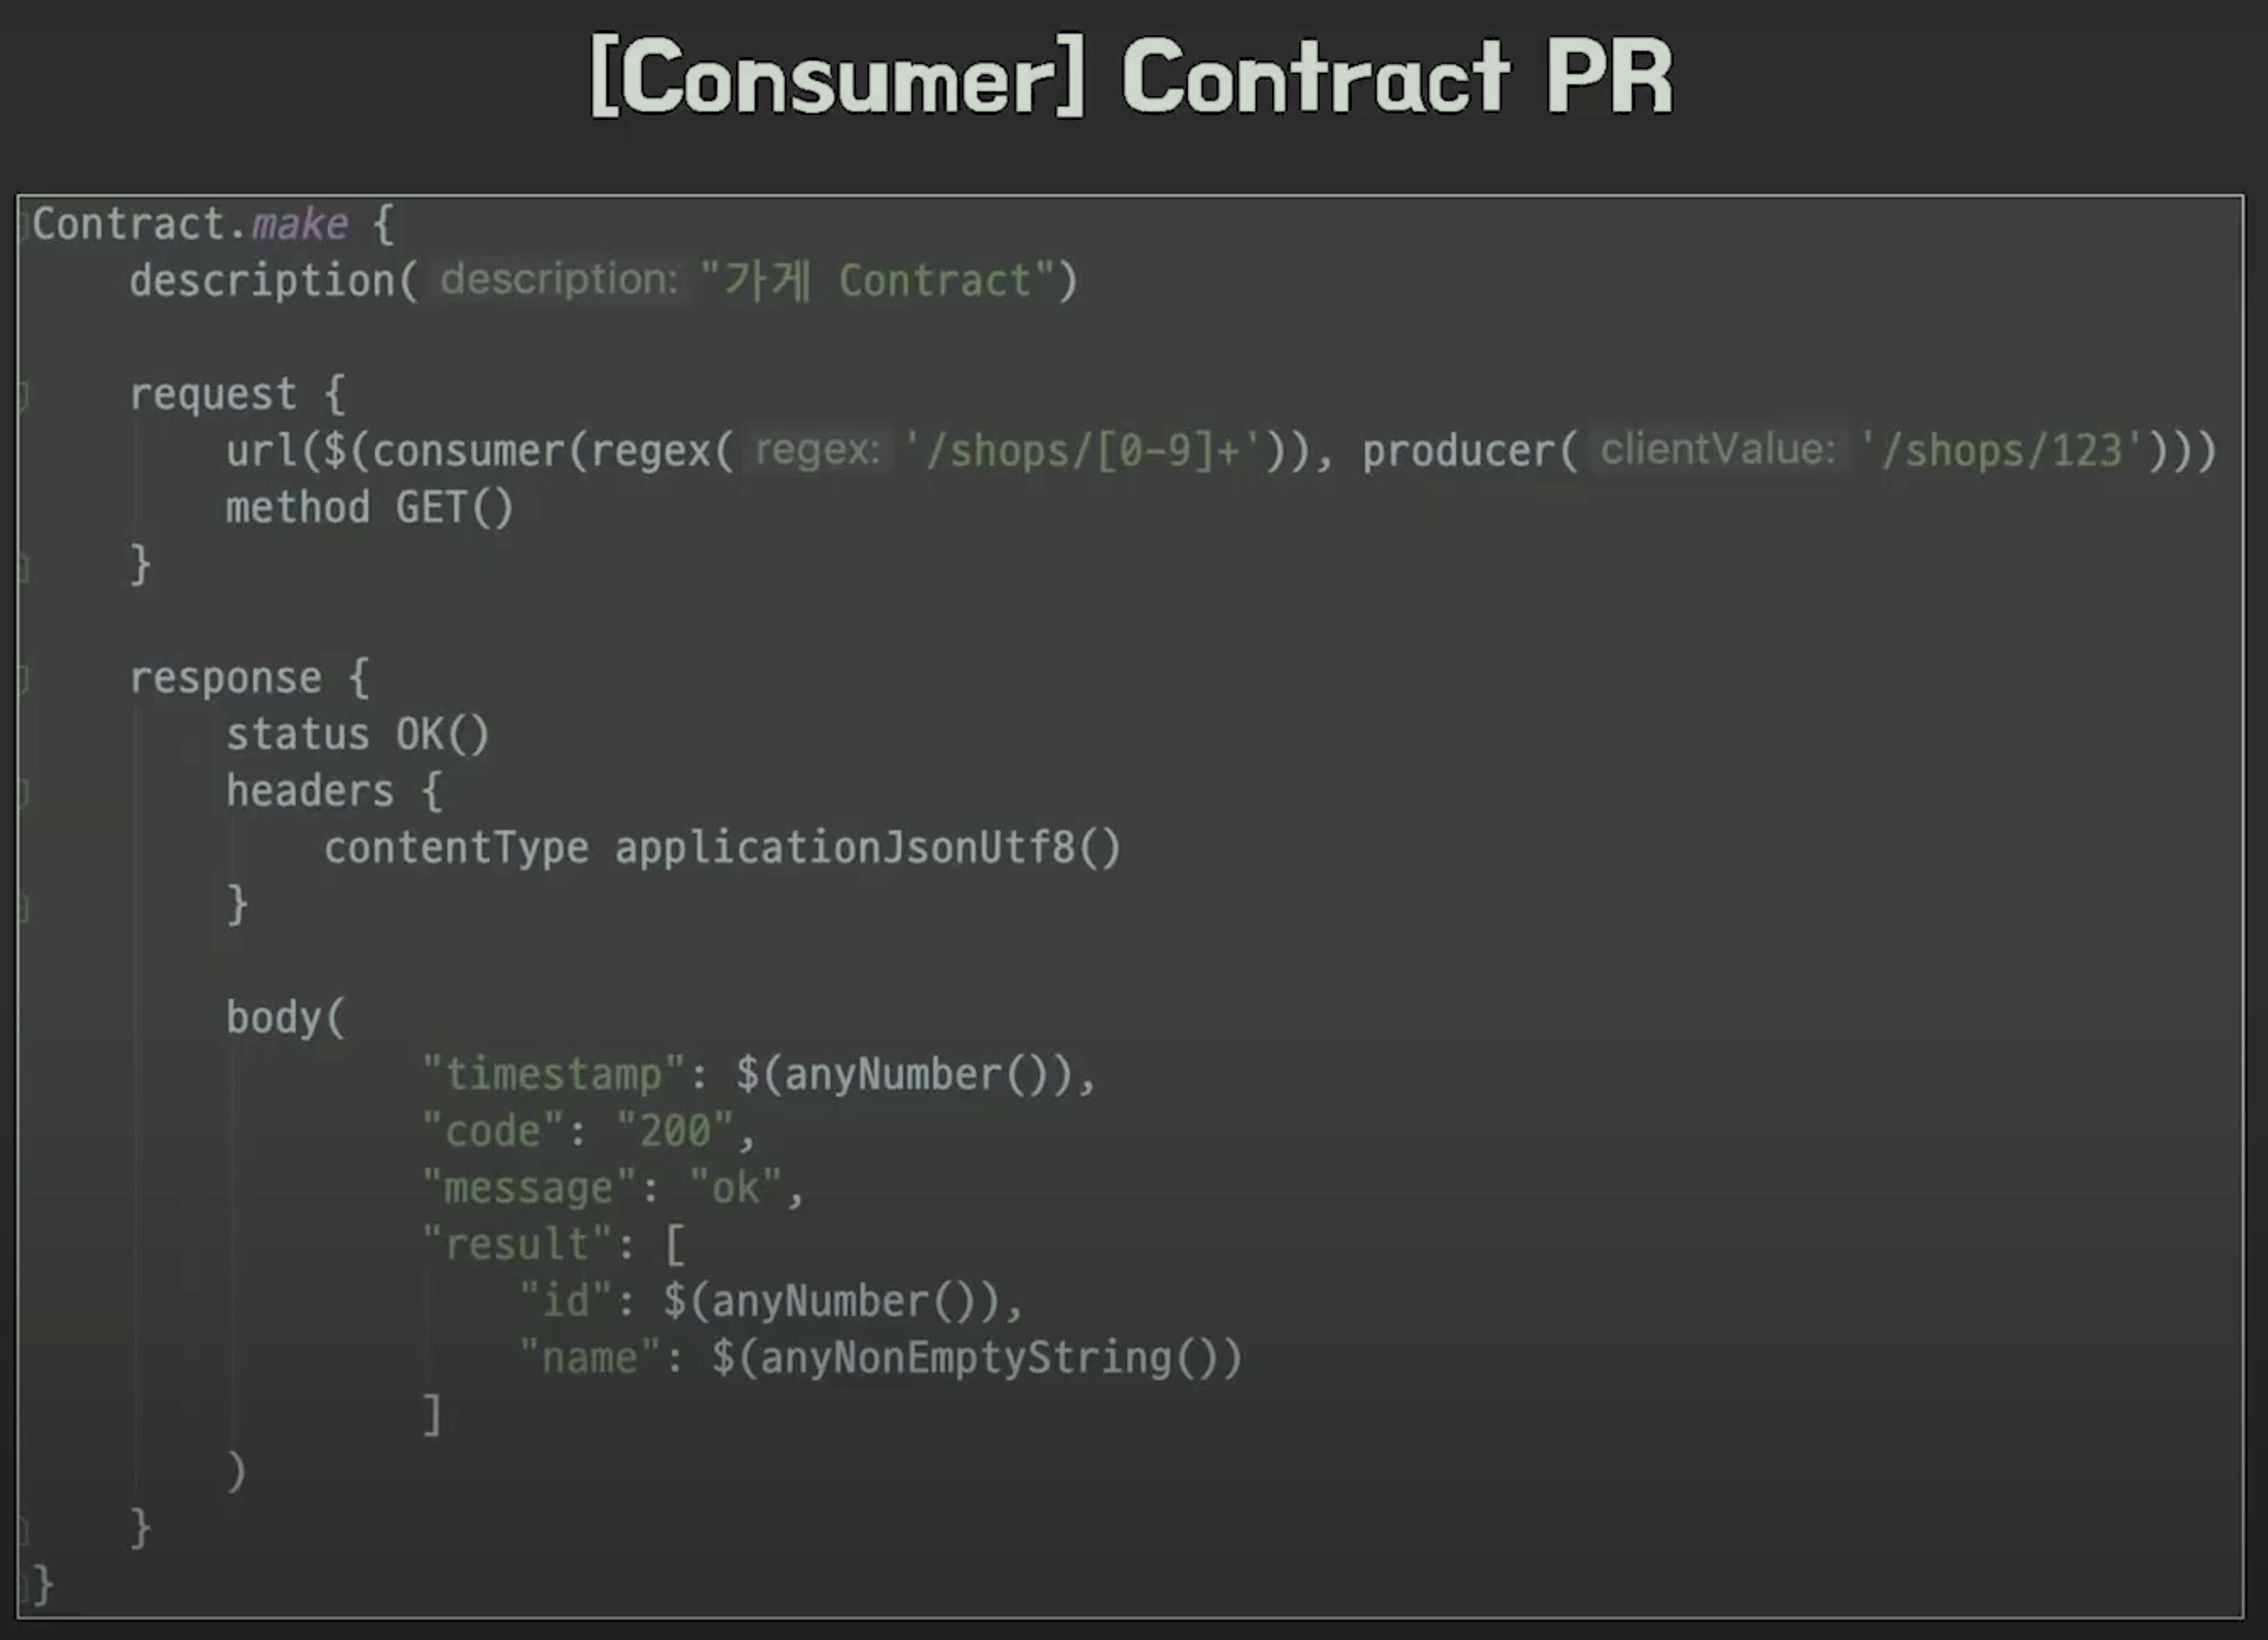 [Consumer] Contract PR
Contract.make {
description( description: "가게 Contract")
request {
url($(consumer(regex( regex: '/shops/[0-9]+')), producer( clientValue: '/shops/123')))
method GET()
}
response {
status OK()
headers {
contentType applicationJsonUtf8()
}
body(
"timestamp": $(anyNumber()),
"code": "200",
"message": "ok",
"result": [
"id": $(anyNumber()),
"name": $(anyNonEmptyString())
]
)
}
}